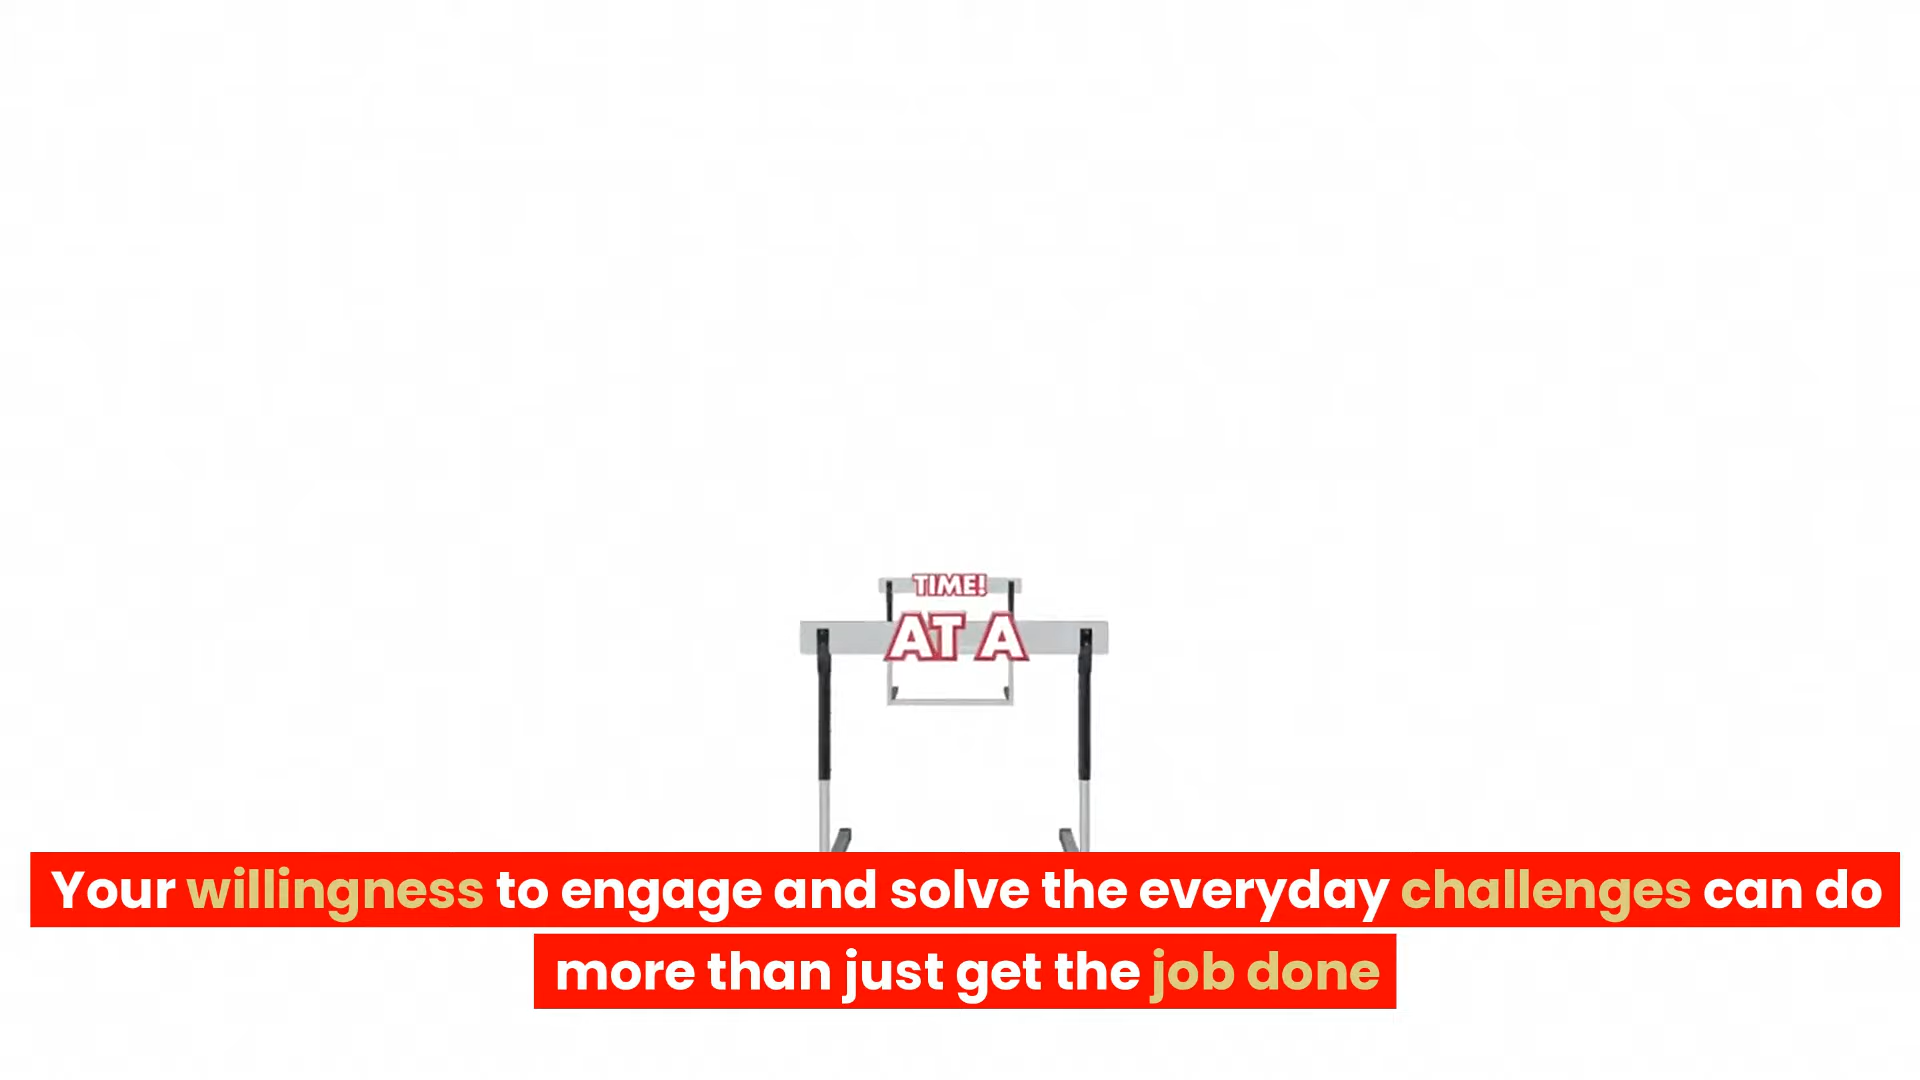 TIME!
AT A
Your willingness to engage and solve the everyday challenges can do
more than just get the job done